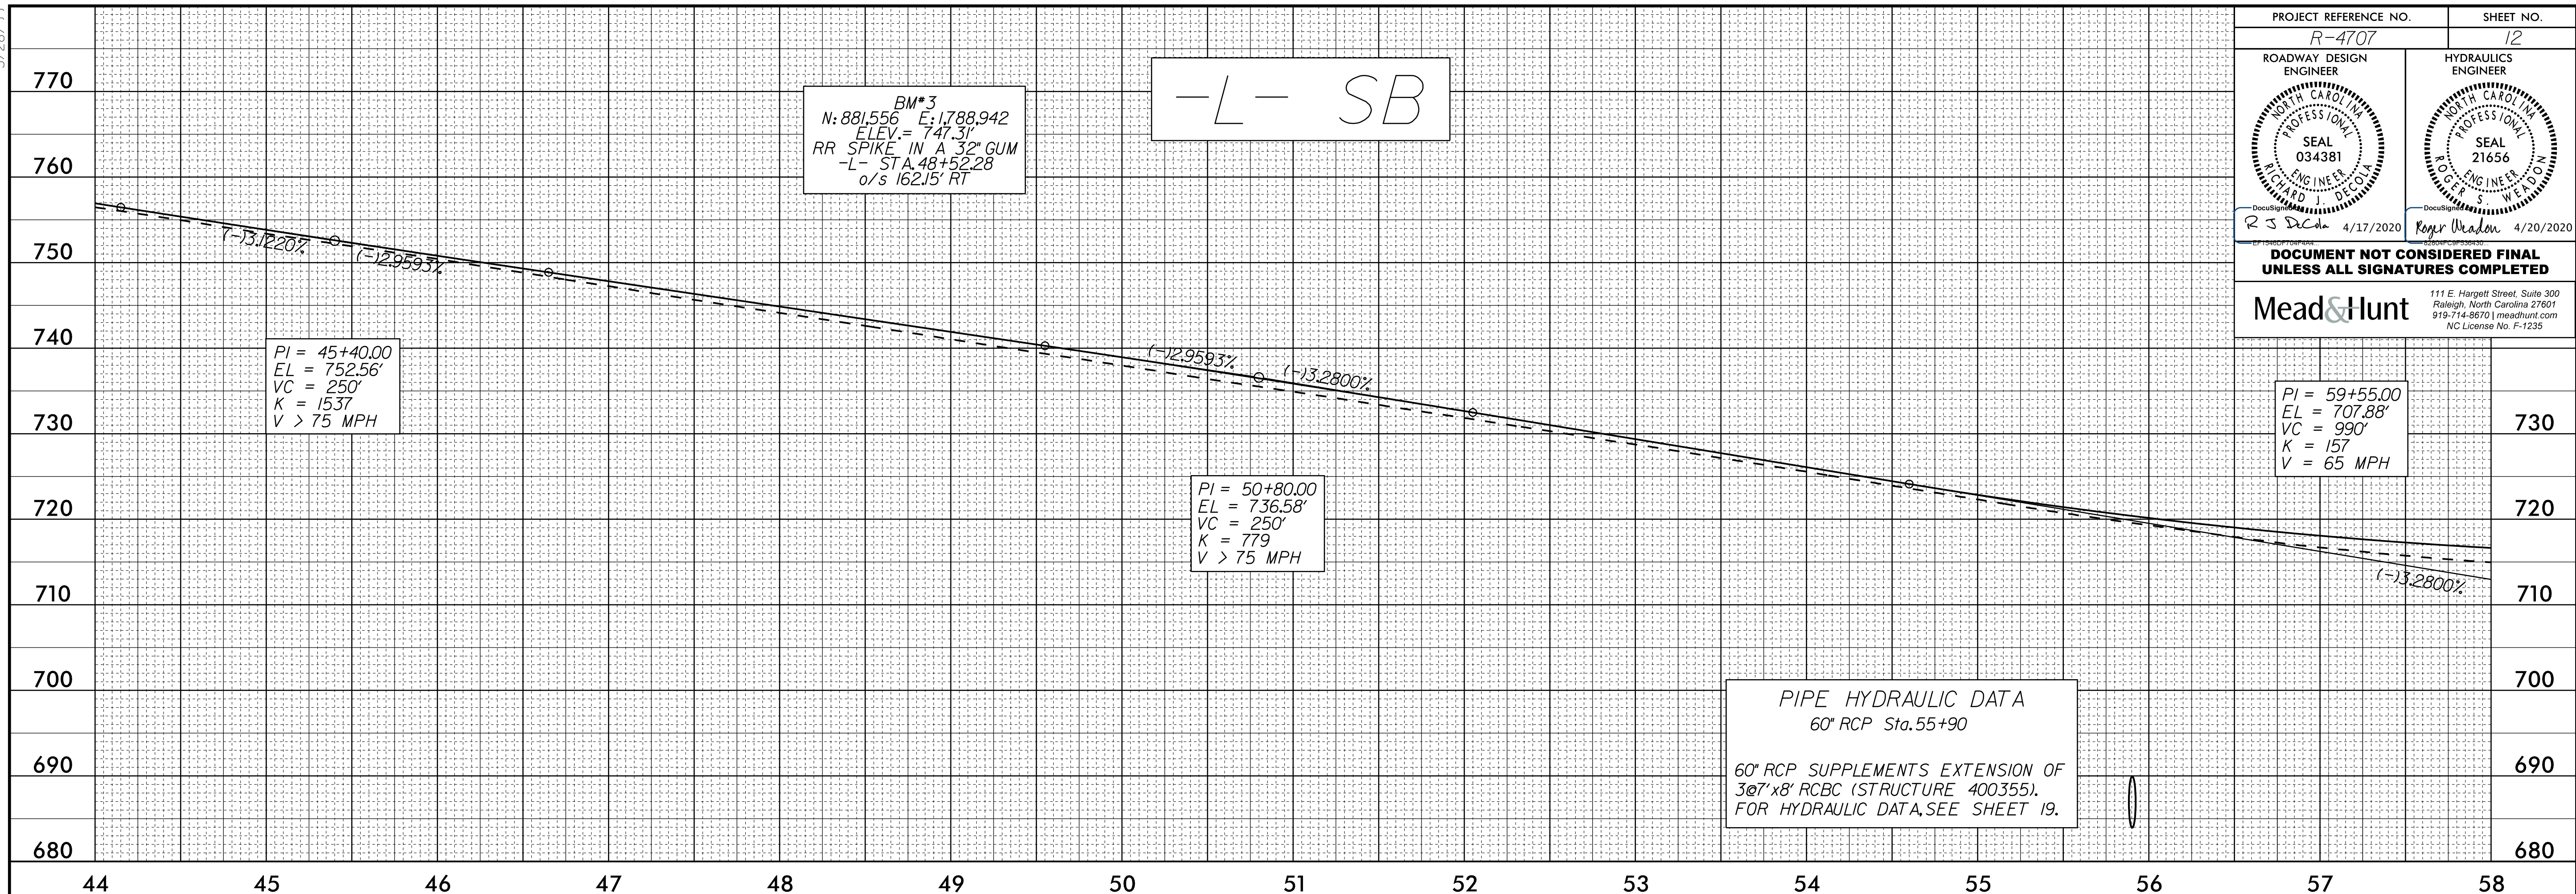 PROJECT REFERENCE NO.
SHEET NO.
R-4707
12
ROADWAY DESIGN
ENGINEER
HYDRAULICS
ENGINEER
NORTH CAROLINA
PROFESSIONAL
SEAL
034381
ENGINEER
RICHARD J. DECOLA
NORTH CAROLINA
PROFESSIONAL
SEAL
21656
ENGINEER
ROGER S. WEADON
R J DeCola 4/17/2020
Roger Weadon 4/20/2020
DOCUMENT NOT CONSIDERED FINAL
UNLESS ALL SIGNATURES COMPLETED
Mead&Hunt
111 E. Hargett Street, Suite 300
Raleigh, North Carolina 27601
919-714-8670 | meadhunt.com
NC License No. F-1235
-L- SB
BM#3
N: 881,556 E: 1,788,942
ELEV.= 747.31'
RR SPIKE IN A 32" GUM
-L- STA. 48+52.28
o/s 162.15' RT
770
760
750
740
730
720
710
700
690
680
(-)3.1220%
(-)2.9593%
(-)2.9593%
(-)3.2800%
(-)3.2800%
PI = 45+40.00
EL = 752.56'
VC = 250'
K = 1537
V > 75 MPH
PI = 50+80.00
EL = 736.58'
VC = 250'
K = 779
V > 75 MPH
PI = 59+55.00
EL = 707.88'
VC = 990'
K = 157
V = 65 MPH
PIPE HYDRAULIC DATA
60" RCP Sta. 55+90
60" RCP SUPPLEMENTS EXTENSION OF
3@7'x8' RCBC (STRUCTURE 400355).
FOR HYDRAULIC DATA, SEE SHEET 19.
730
720
710
700
690
680
44 45 46 47 48 49 50 51 52 53 54 55 56 57 58